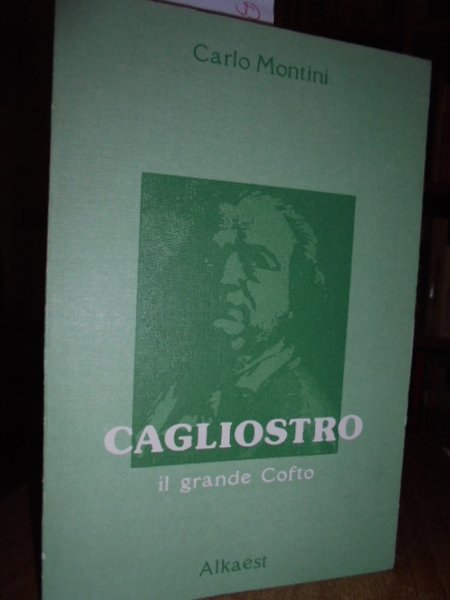 Carlo Montini
CAGLIOSTRO
il grande Cofto
Alkaest